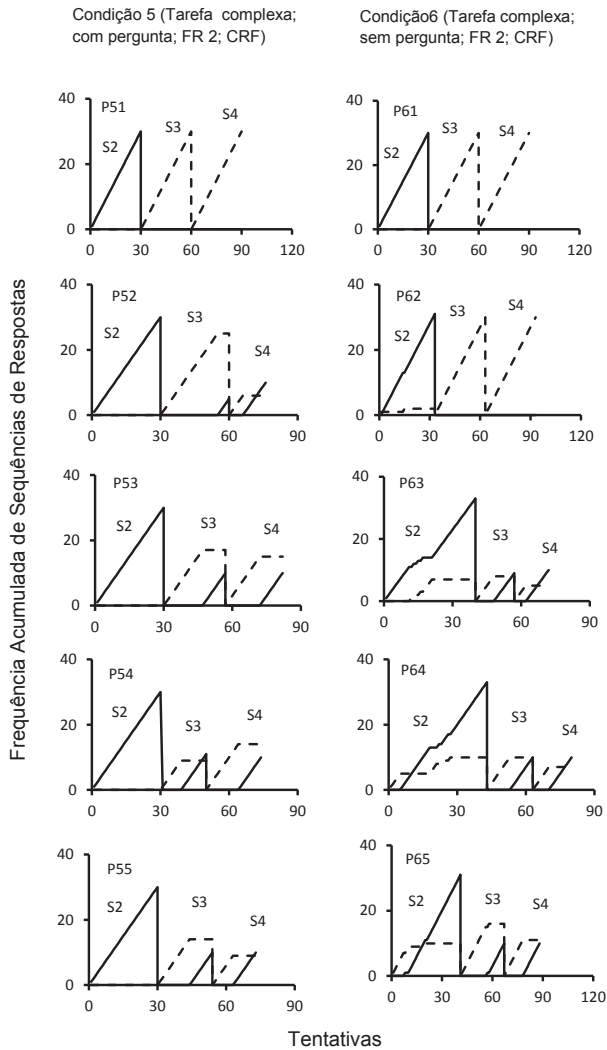 Condição 5 (Tarefa complexa;
com pergunta; FR 2; CRF)
Condição6 (Tarefa complexa;
sem pergunta; FR 2; CRF)
Frequência Acumulada de Sequências de Respostas
P51
S2
S3
S4
40
20
0
0 30 60 90 120
P61
S2
S3
S4
40
20
0
0 30 60 90 120
P52
S2
S3
S4
40
20
0
0 30 60 90
P62
S2
S3
S4
40
20
0
0 30 60 90 120
P53
S2
S3
S4
40
20
0
0 30 60 90
P63
S2
S3
S4
40
20
0
0 30 60 90
P54
S2
S3
S4
40
20
0
0 30 60 90
P64
S2
S3
S4
40
20
0
0 30 60 90
P55
S2
S3
S4
40
20
0
0 30 60 90
P65
S2
S3
S4
40
20
0
0 30 60 90 120
Tentativas